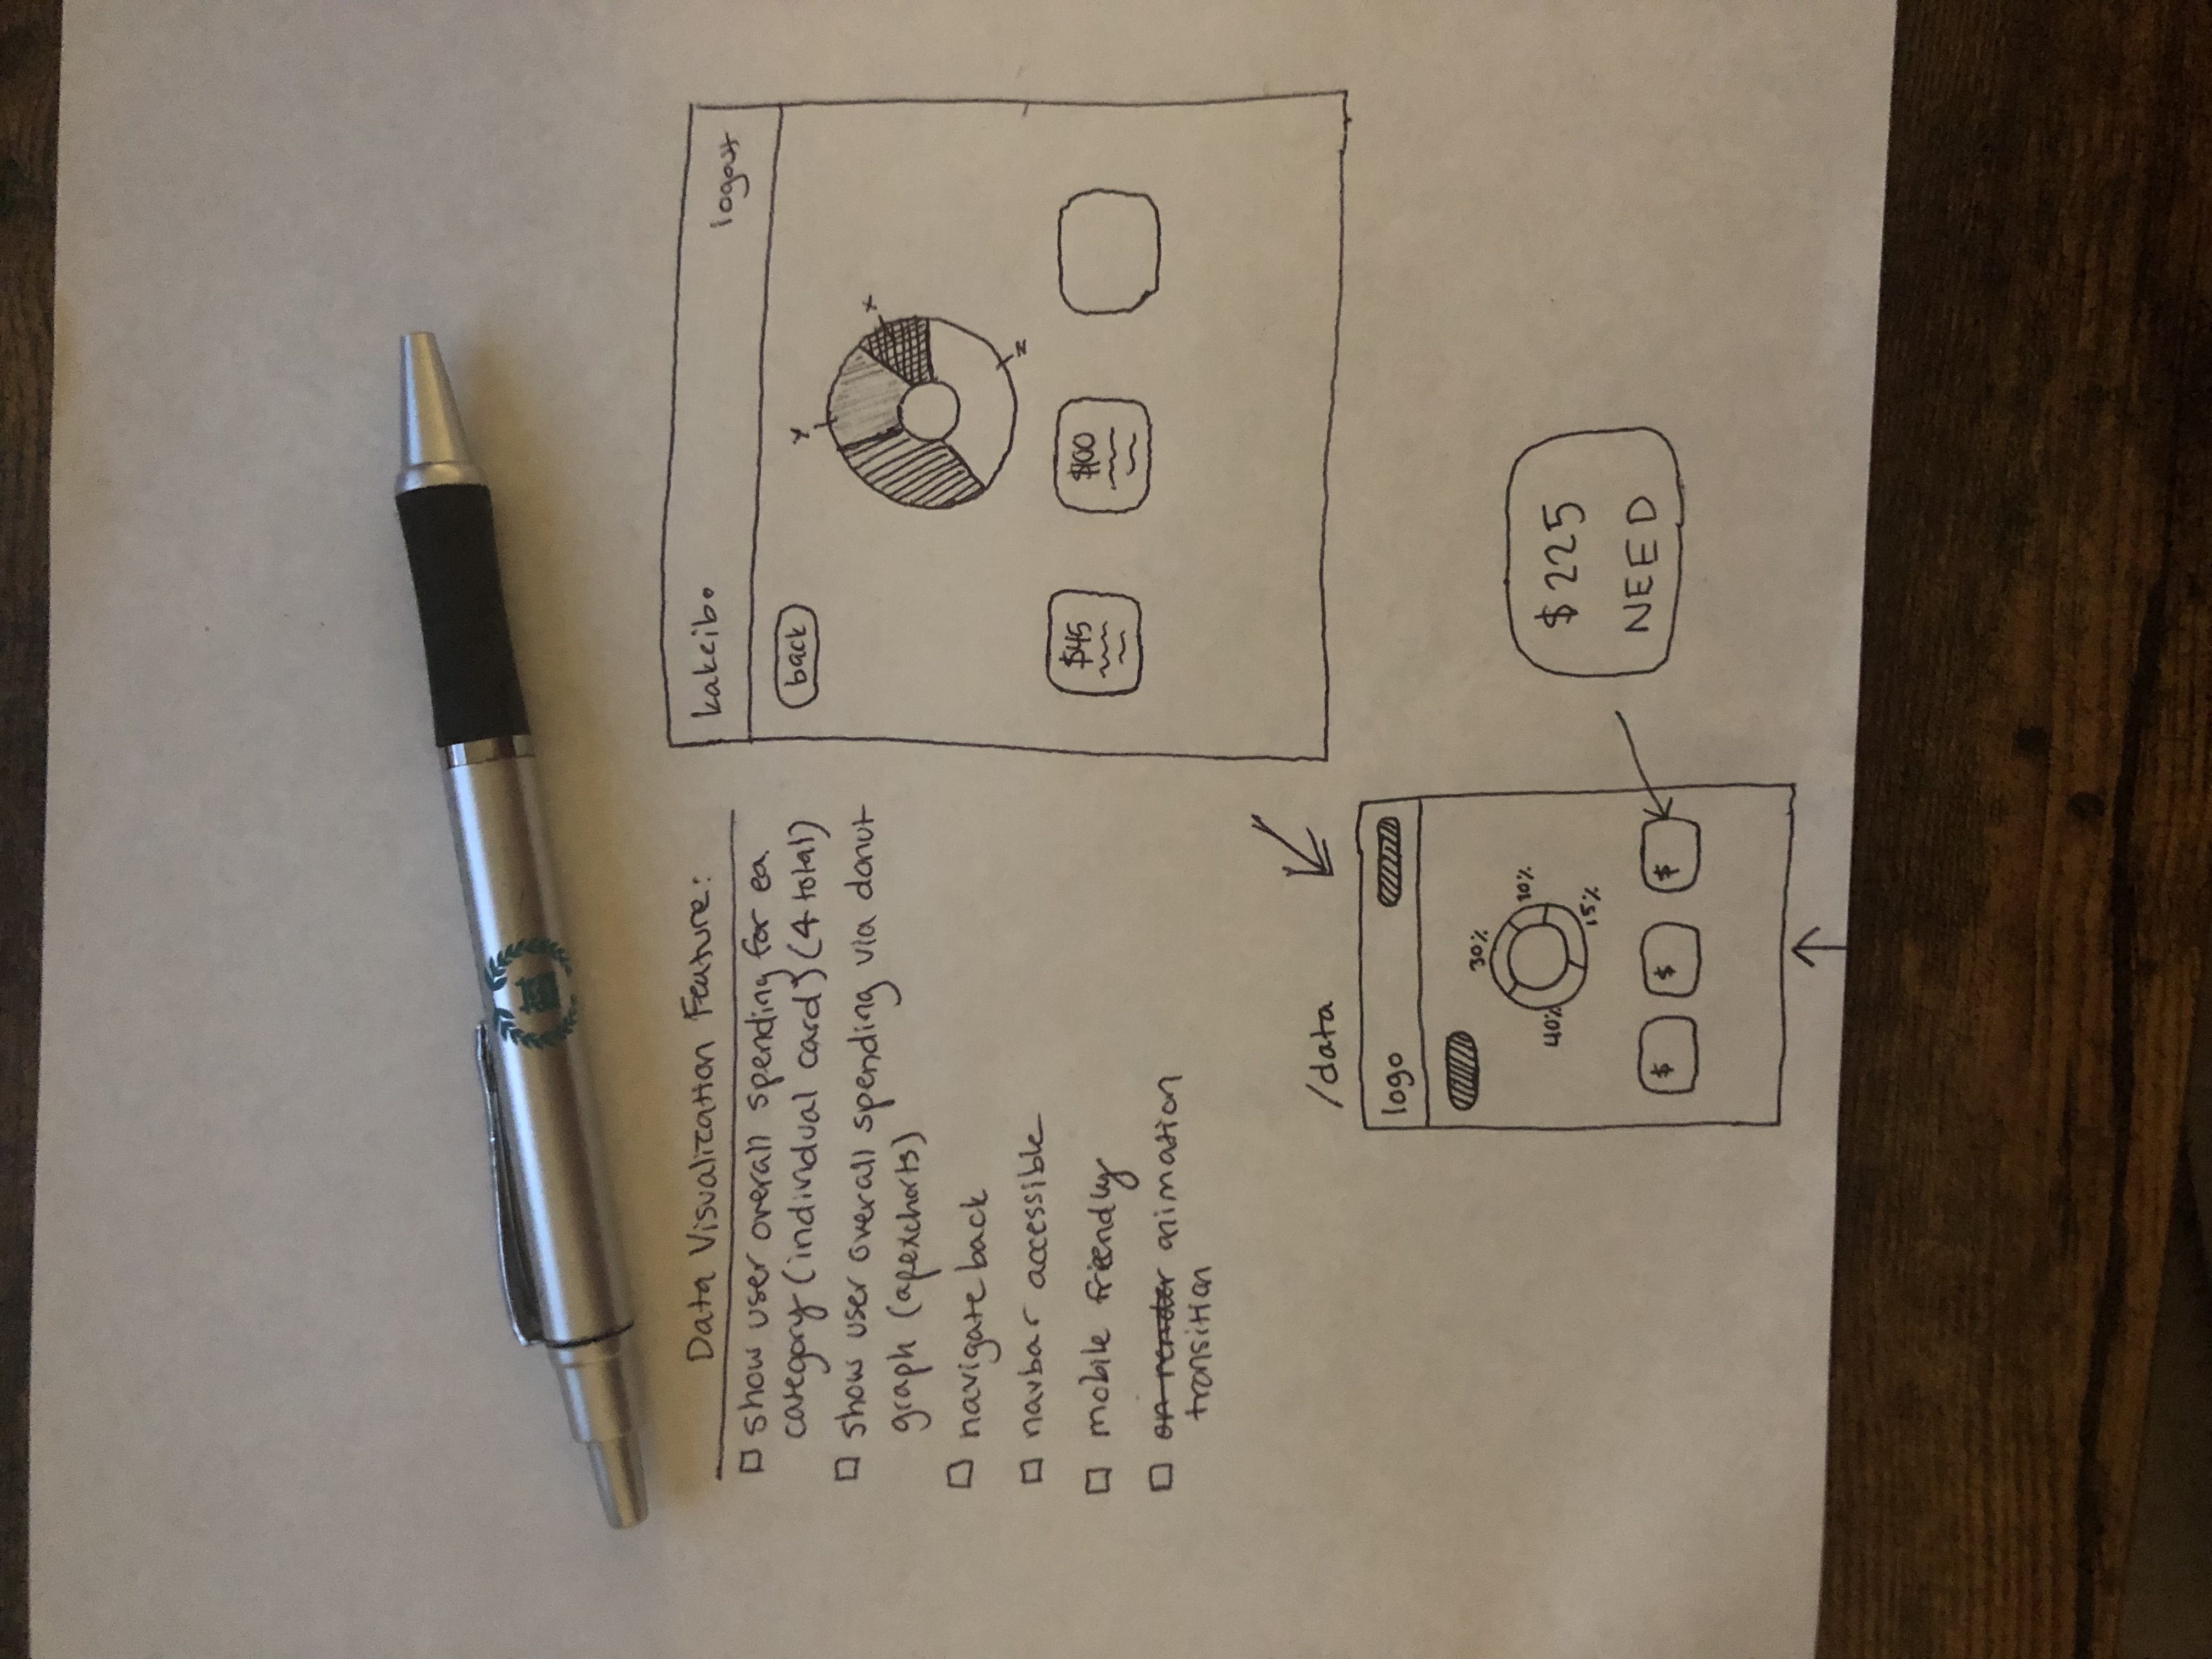 Data Visualization Feature:
show user overall spending for ea.
category (individual card) (4 total)
show user overall spending via donut
graph (apexcharts)
navigate back
navbar accessible
mobile friendly
on render animation
transition
kakeibo
logout
back
Y
X
Z
$45
$100
/data
logo
30%
10%
40%
15%
$
$
$
$225
NEED